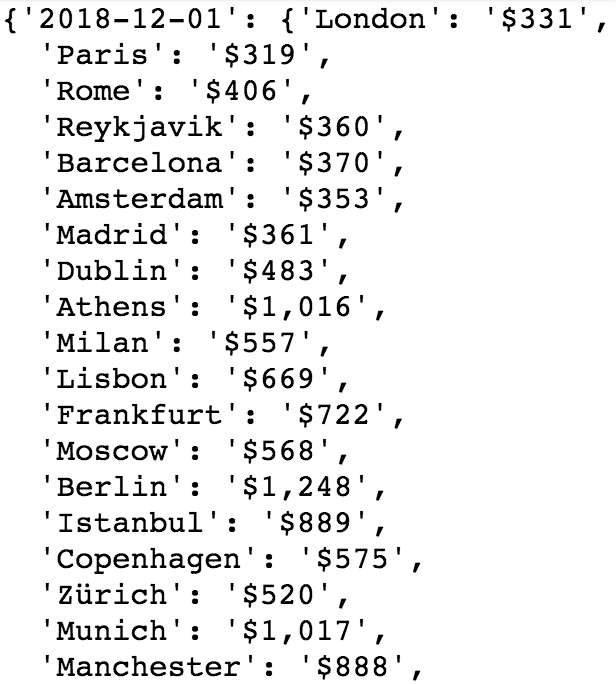 {'2018-12-01': {'London': '$331',
'Paris': '$319',
'Rome': '$406',
'Reykjavik': '$360',
'Barcelona': '$370',
'Amsterdam': '$353',
'Madrid': '$361',
'Dublin': '$483',
'Athens': '$1,016',
'Milan': '$557',
'Lisbon': '$669',
'Frankfurt': '$722',
'Moscow': '$568',
'Berlin': '$1,248',
'Istanbul': '$889',
'Copenhagen': '$575',
'Zürich': '$520',
'Munich': '$1,017',
'Manchester': '$888',